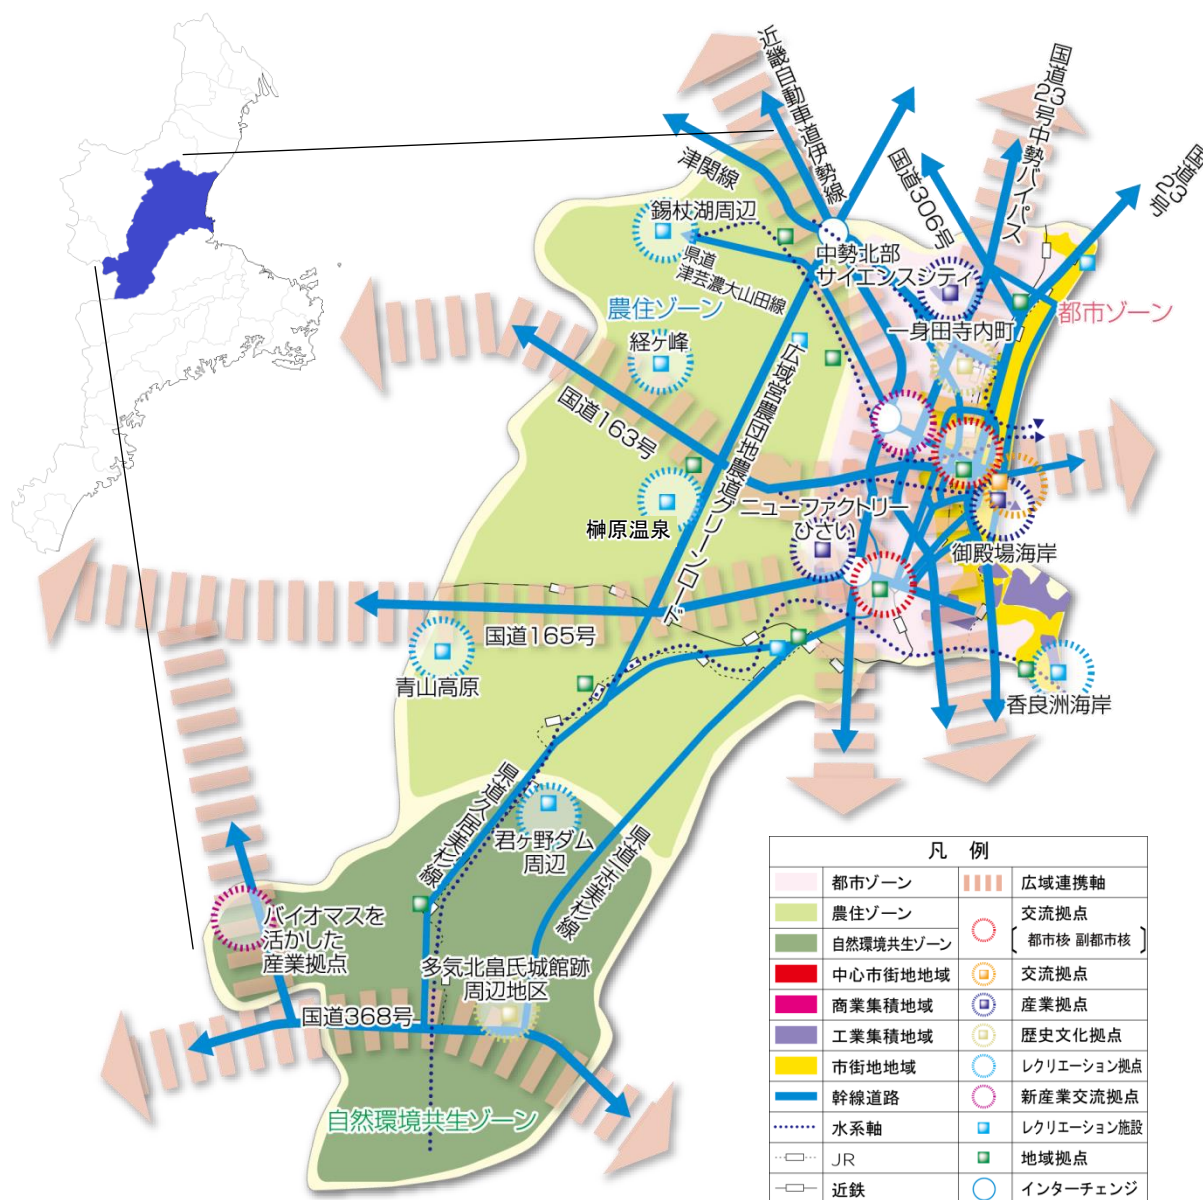 近畿自動車道伊勢線
国道23号中勢バイパス
国道23号
国道306号
津関線
錫杖湖周辺
県道
津芸濃大山田線
中勢北部
サイエンスシティ
農住ゾーン
都市ゾーン
一身田寺内町
経ケ峰
国道163号
広域営農団地農道グリーンロード
榊原温泉
ニューファクトリー
ひさい
御殿場海岸
国道165号
青山高原
香良洲海岸
県道久居美杉線
君ヶ野ダム
周辺
県道一志美杉線
バイオマスを
活かした
産業拠点
多気北畠氏城館跡
周辺地区
国道368号
自然環境共生ゾーン
凡 例
都市ゾーン
広域連携軸
農住ゾーン
交流拠点
自然環境共生ゾーン
〔都市核 副都市核〕
中心市街地地域
交流拠点
商業集積地域
産業拠点
工業集積地域
歴史文化拠点
市街地地域
レクリエーション拠点
幹線道路
新産業交流拠点
水系軸
レクリエーション施設
JR
地域拠点
近鉄
インターチェンジ